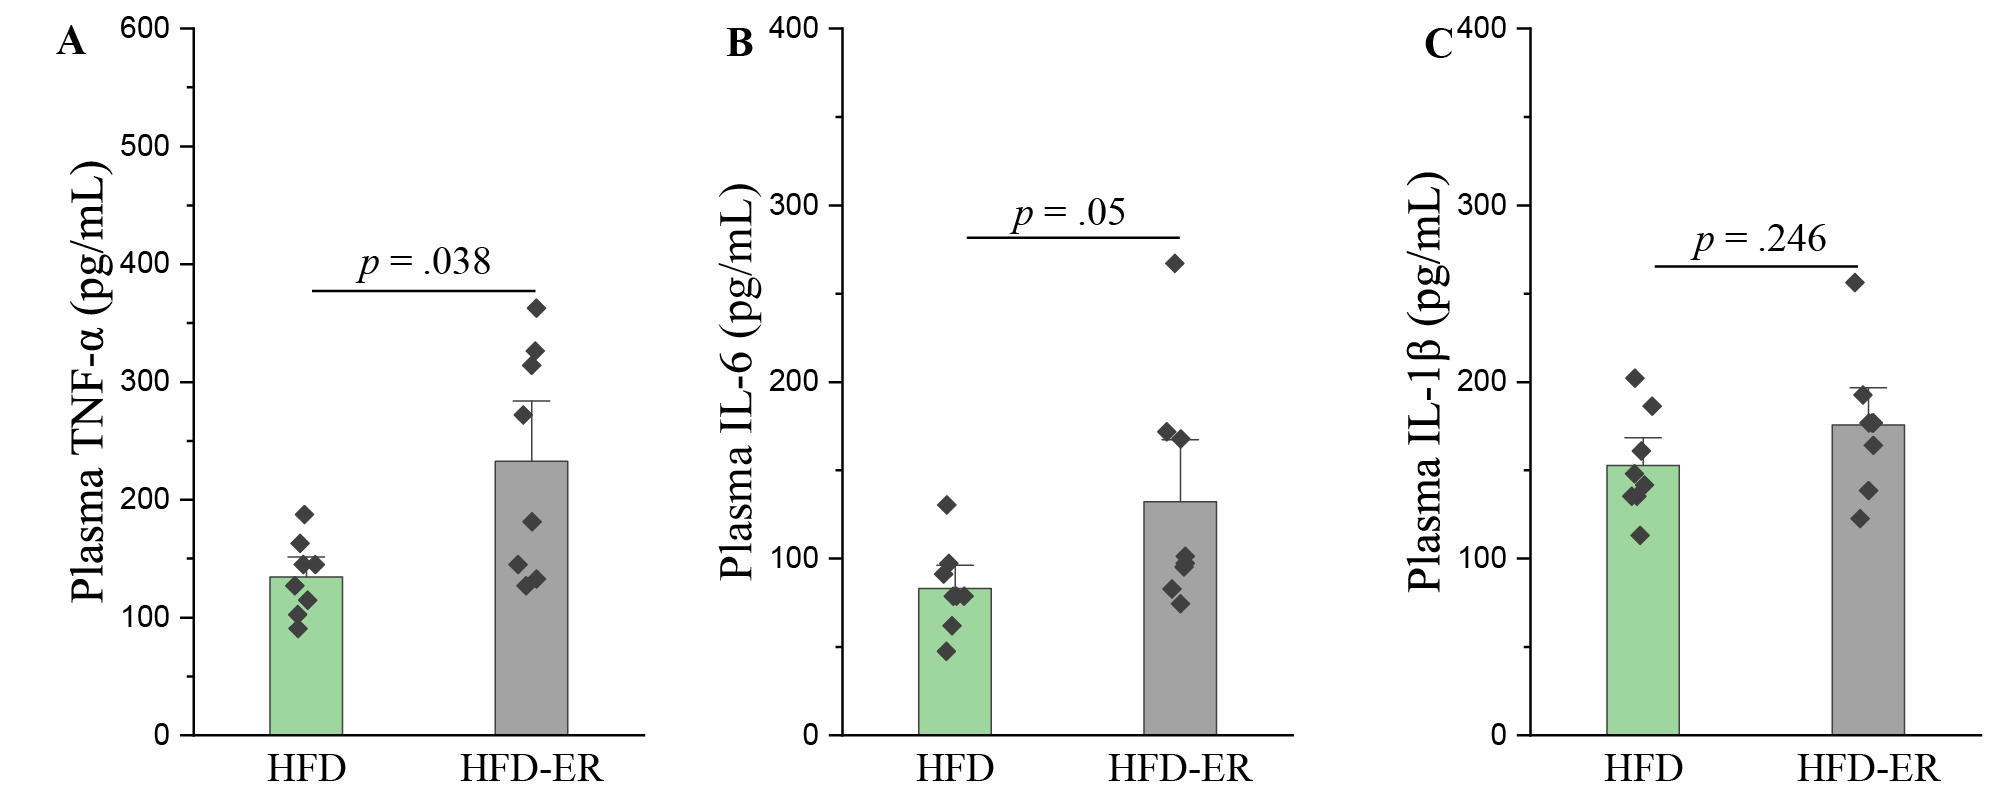 A
Plasma TNF-α (pg/mL)
600
500
400
300
200
100
0
p = .038
HFD
HFD-ER
B
Plasma IL-6 (pg/mL)
400
300
200
100
0
p = .05
HFD
HFD-ER
C
Plasma IL-1β (pg/mL)
400
300
200
100
0
p = .246
HFD
HFD-ER